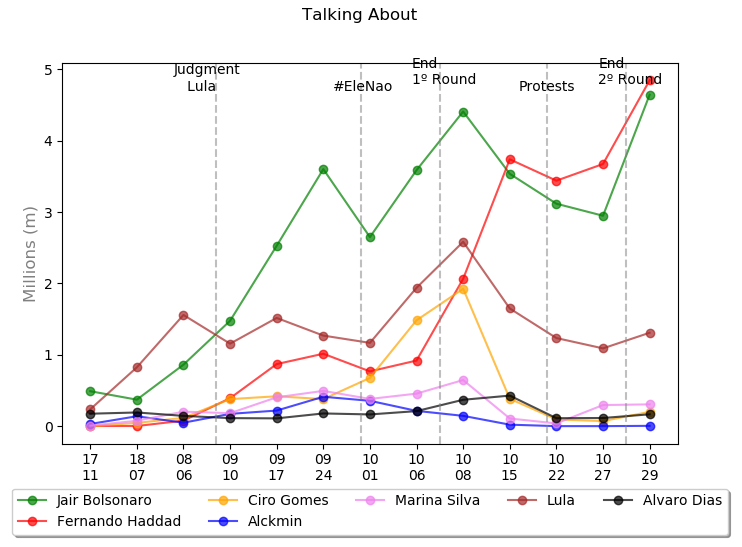 Talking About
Judgment
Lula
#EleNao
End
1º Round
Protests
End
2º Round
Millions (m)
5
4
3
2
1
0
17 18 08 09 09 09 10 10 10 10 10 10 10
11 07 06 10 17 24 01 06 08 15 22 27 29
Jair Bolsonaro Ciro Gomes Marina Silva Lula Alvaro Dias
Fernando Haddad Alckmin